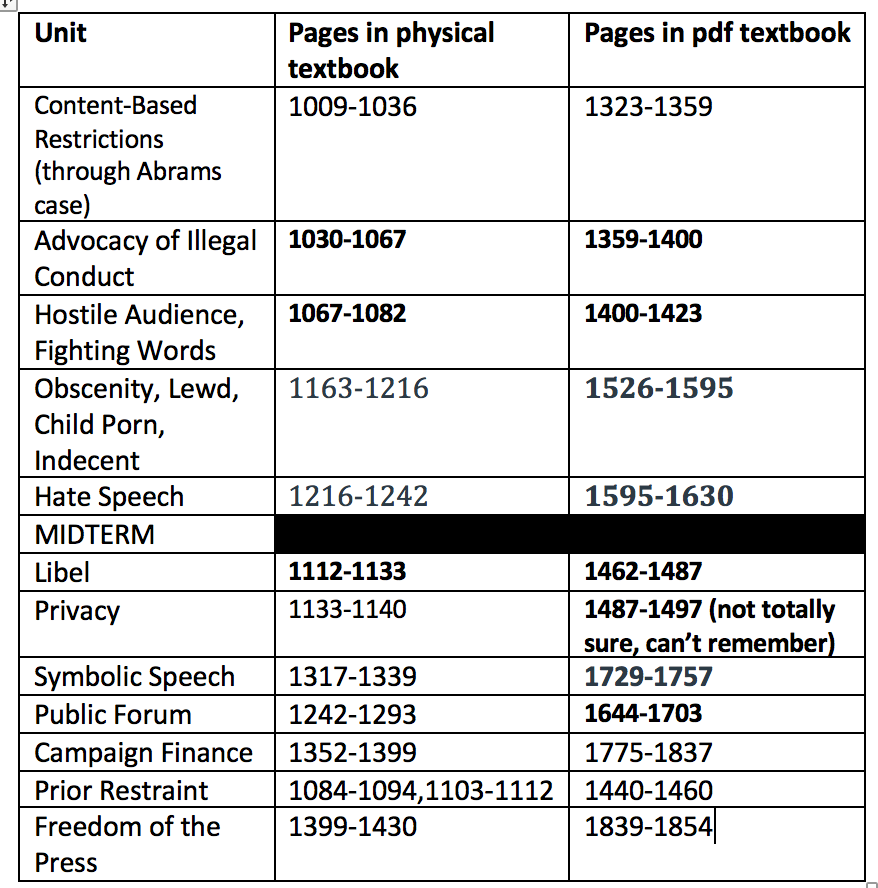 Unit Pages in physical textbook Pages in pdf textbook
Content-Based Restrictions (through Abrams case) 1009-1036 1323-1359
Advocacy of Illegal Conduct 1030-1067 1359-1400
Hostile Audience, Fighting Words 1067-1082 1400-1423
Obscenity, Lewd, Child Porn, Indecent 1163-1216 1526-1595
Hate Speech 1216-1242 1595-1630
MIDTERM
Libel 1112-1133 1462-1487
Privacy 1133-1140 1487-1497 (not totally sure, can’t remember)
Symbolic Speech 1317-1339 1729-1757
Public Forum 1242-1293 1644-1703
Campaign Finance 1352-1399 1775-1837
Prior Restraint 1084-1094,1103-1112 1440-1460
Freedom of the Press 1399-1430 1839-1854